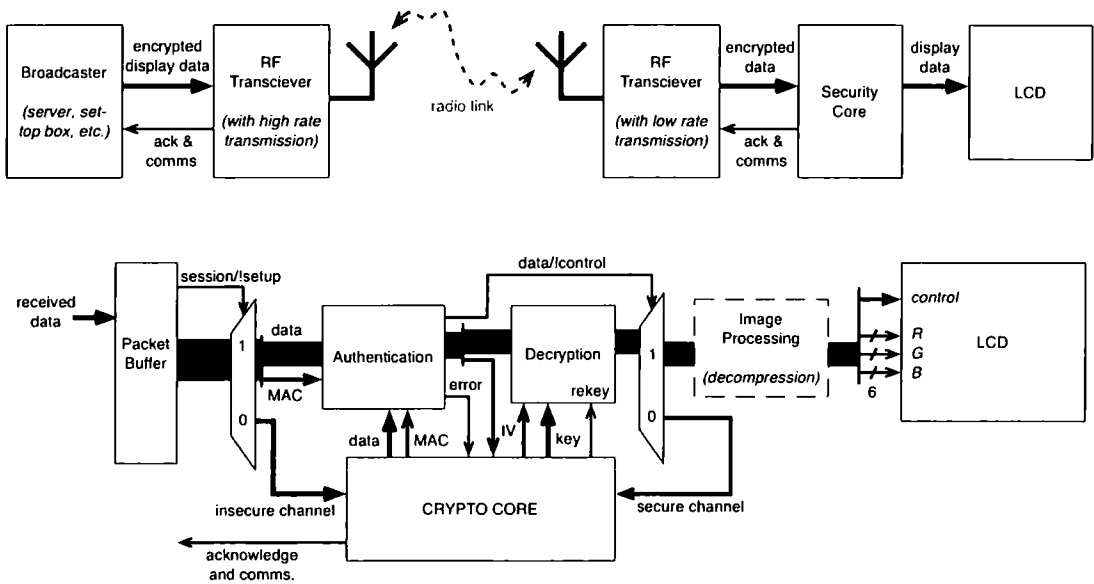 Broadcaster
(server, set-
top box, etc.)
encrypted
display data
ack &
comms
RF
Transciever
(with high rate
transmission)
radio link
RF
Transciever
(with low rate
transmission)
encrypted
data
ack &
comms
Security
Core
display
data
LCD
received
data
Packet
Buffer
session/!setup
1
0
data
MAC
insecure channel
Authentication
data/!control
error
data
MAC
IV
key
Decryption
rekey
1
0
secure channel
CRYPTO CORE
acknowledge
and comms.
Image
Processing
(decompression)
control
R
G
B
6
LCD